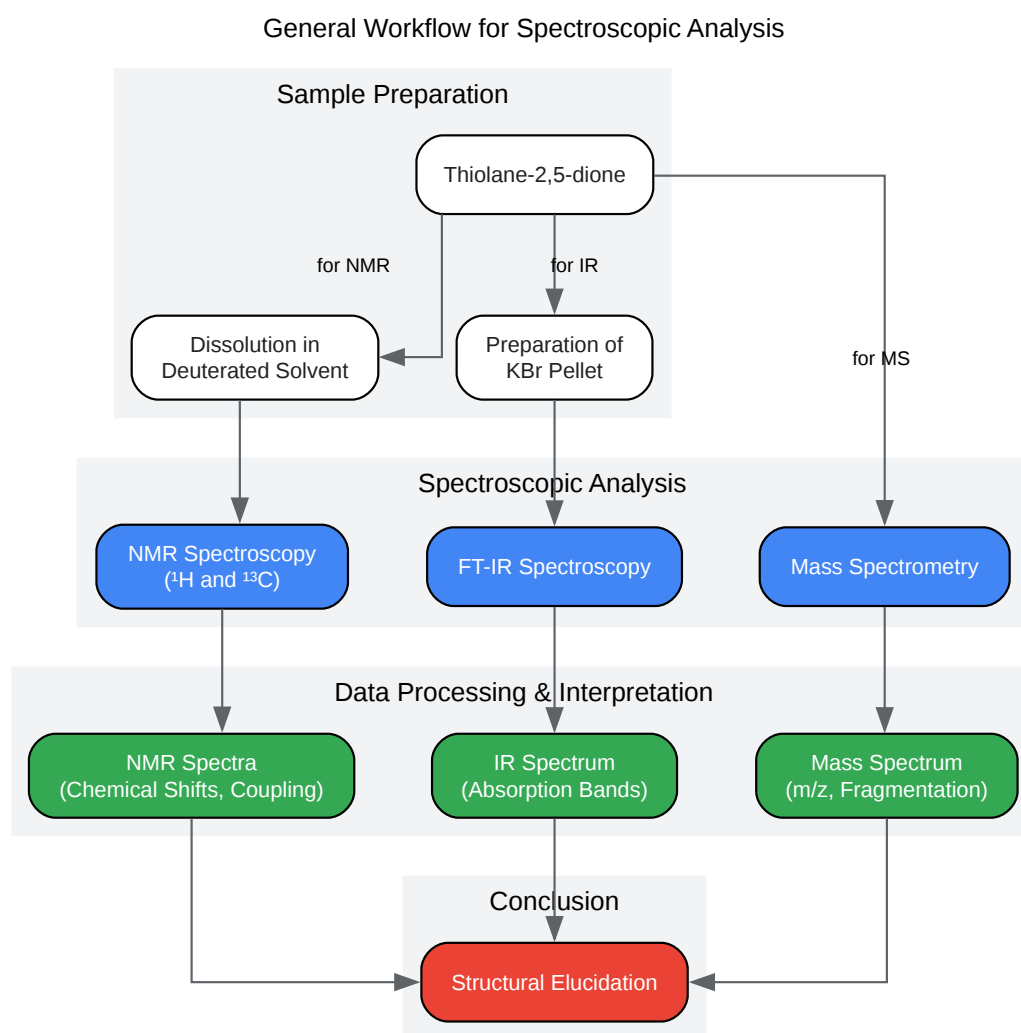 General Workflow for Spectroscopic Analysis
Sample Preparation
Thiolane-2,5-dione
for NMR
for IR
Dissolution in
Deuterated Solvent
Preparation of
KBr Pellet
for MS
Spectroscopic Analysis
NMR Spectroscopy
(¹H and ¹³C)
FT-IR Spectroscopy
Mass Spectrometry
Data Processing & Interpretation
NMR Spectra
(Chemical Shifts, Coupling)
IR Spectrum
(Absorption Bands)
Mass Spectrum
(m/z, Fragmentation)
Conclusion
Structural Elucidation